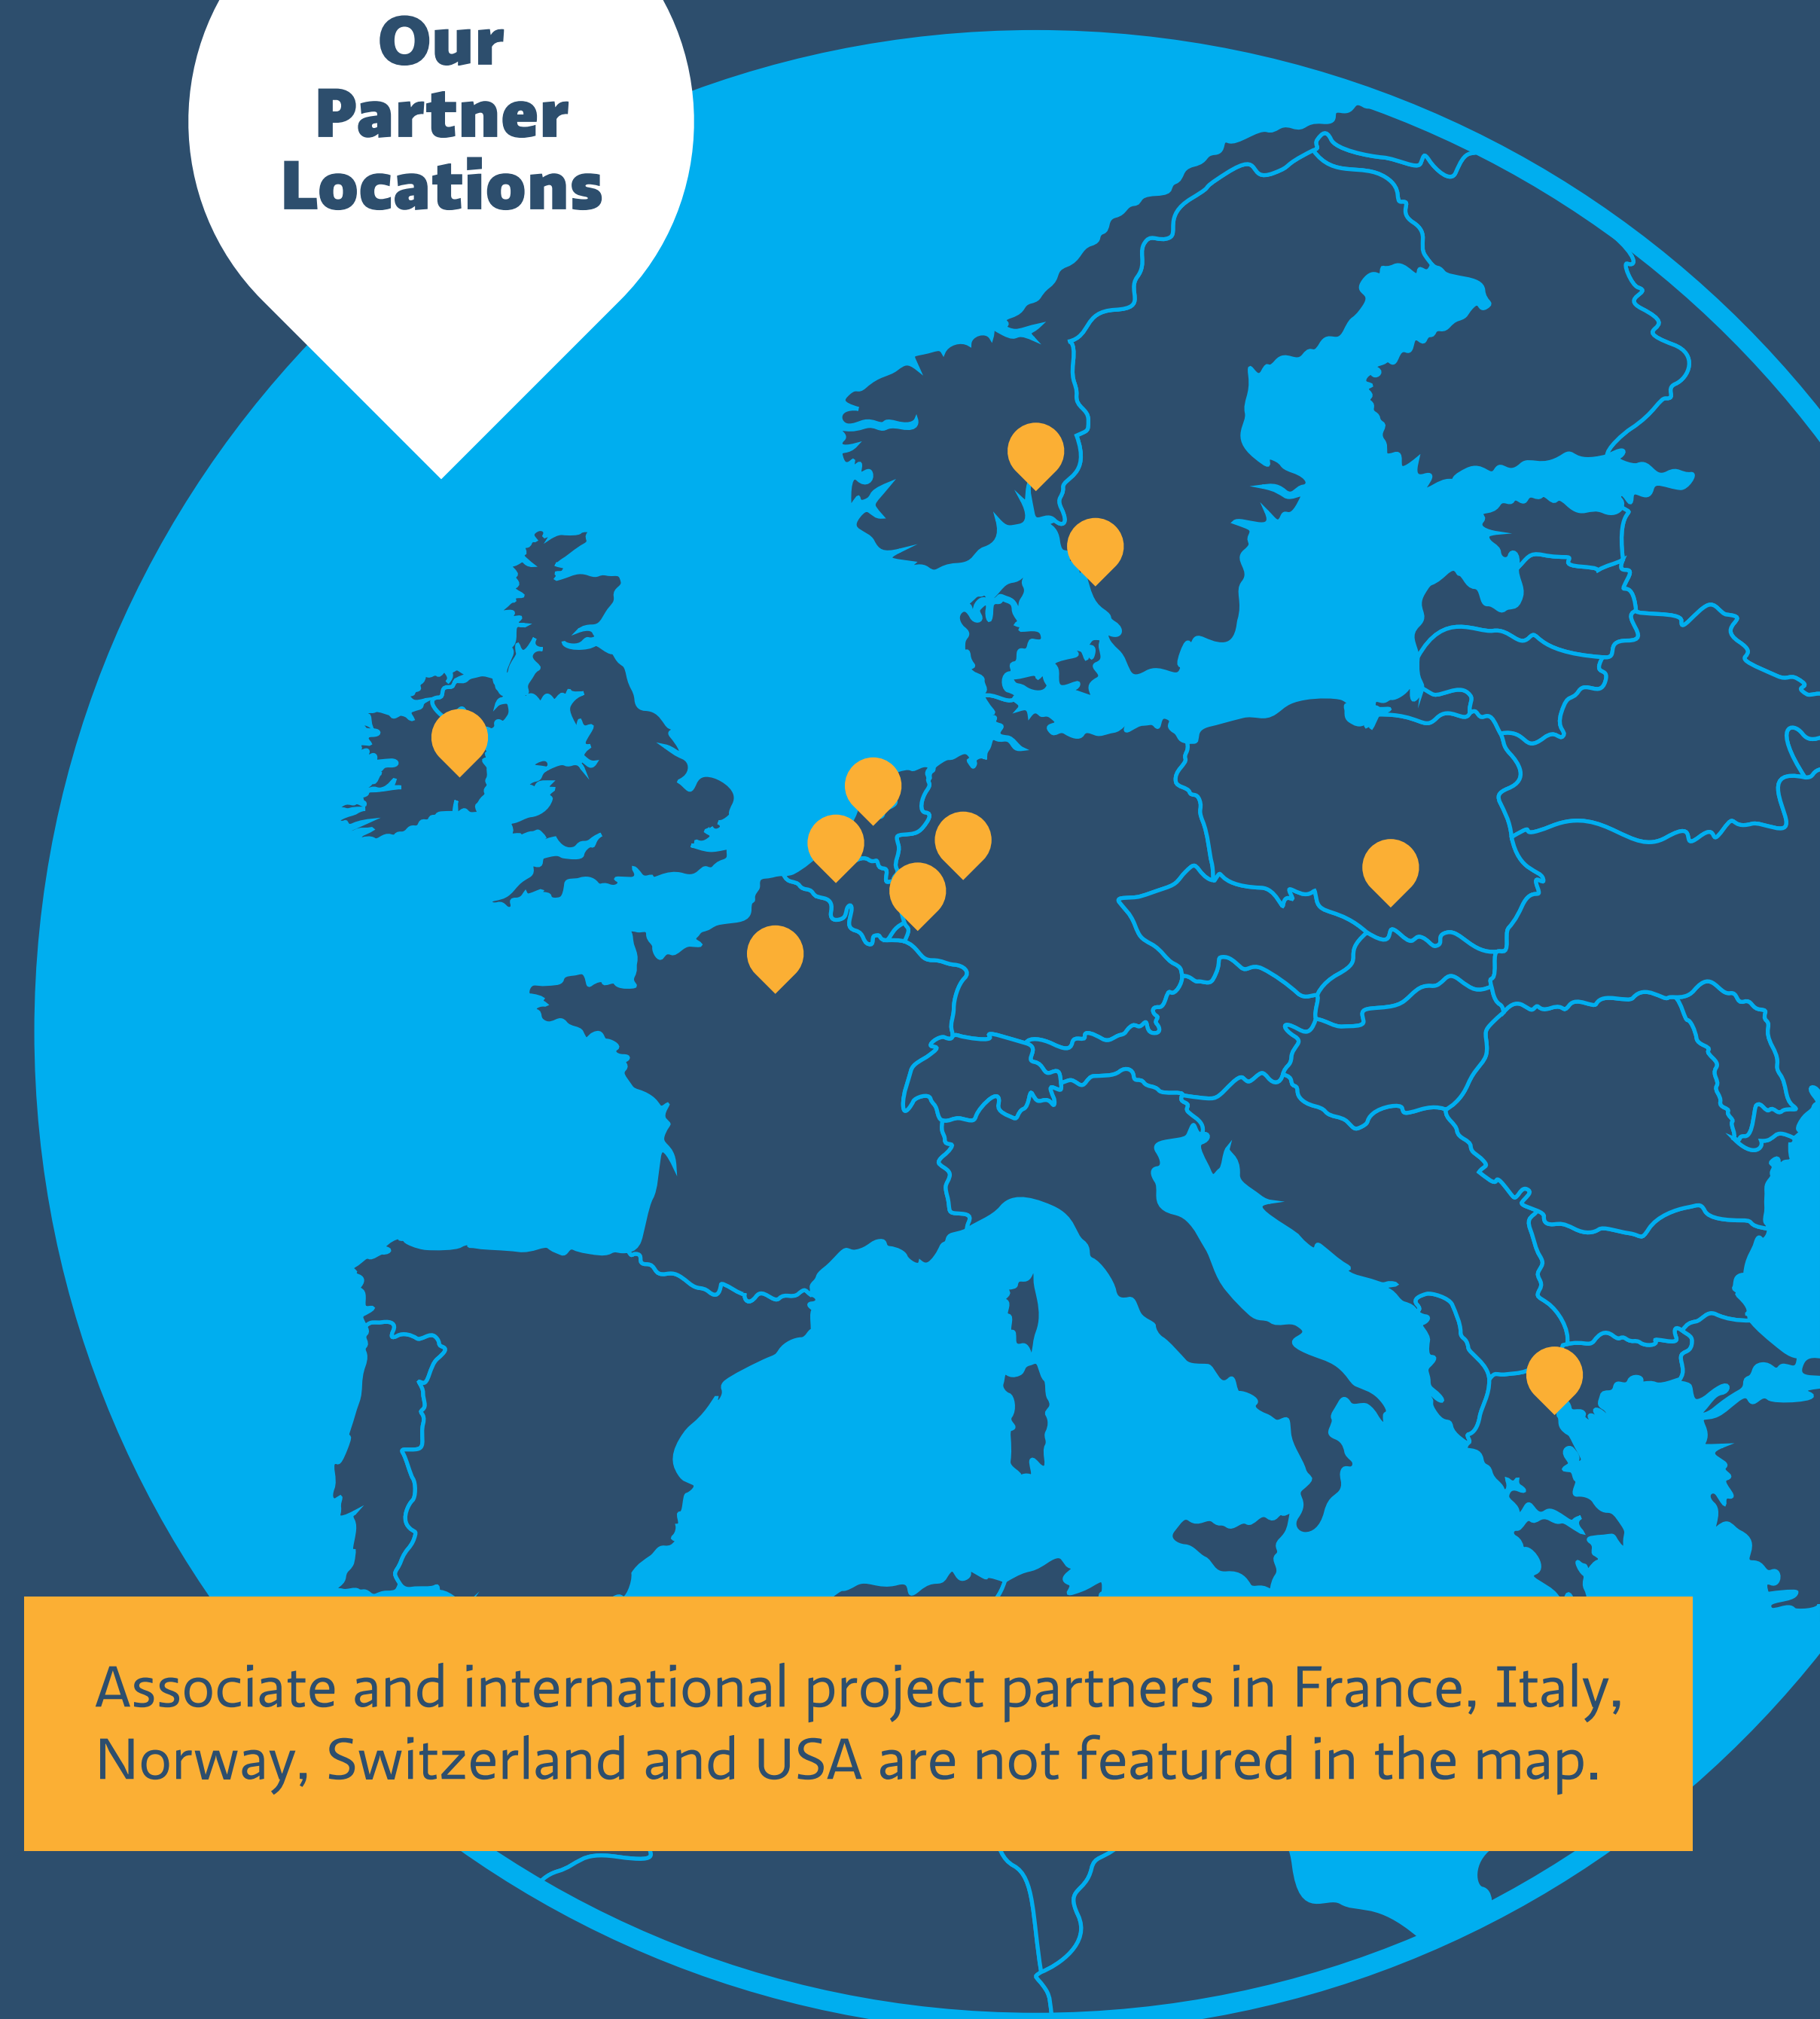 Our
Partner
Locations
Associate and international project partners in France, Italy,
Norway, Switzerland and USA are not featured in the map.